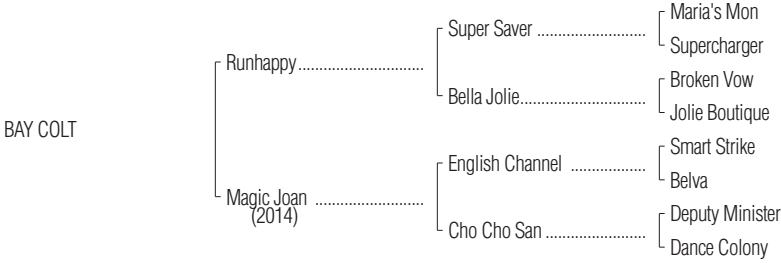 Maria's Mon
Super Saver ..........................
Supercharger
Runhappy..............................
Broken Vow
Bella Jolie..............................
Jolie Boutique
BAY COLT
Smart Strike
English Channel ..................
Belva
Magic Joan ..........................
(2014)
Deputy Minister
Cho Cho San ........................
Dance Colony